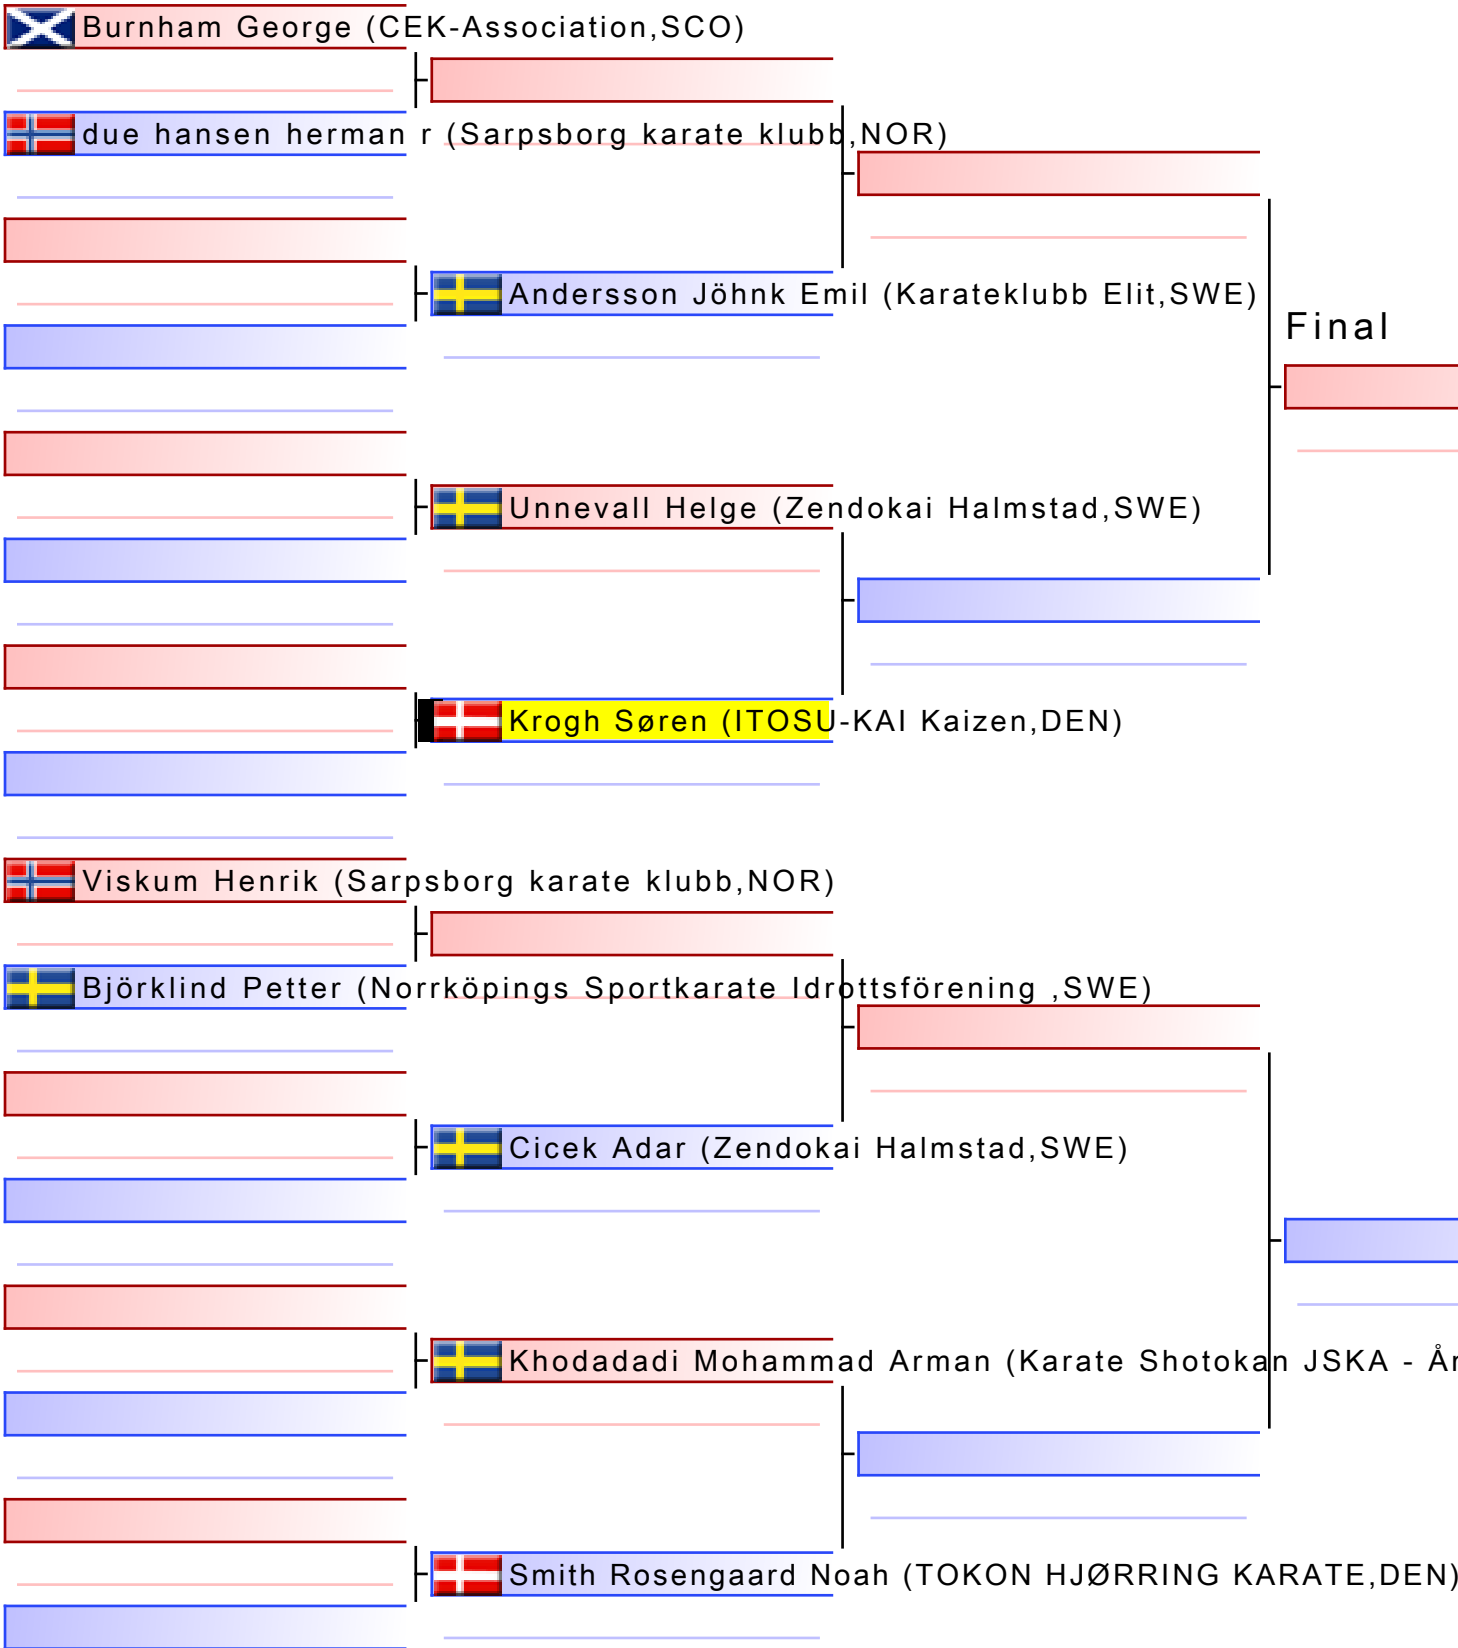 Burnham George (CEK-Association,SCO)
due hansen herman r (Sarpsborg karate klubb,NOR)
Andersson Jöhnk Emil (Karateklubb Elit,SWE)
Final
Unnevall Helge (Zendokai Halmstad,SWE)
Krogh Søren (ITOSU-KAI Kaizen,DEN)
Viskum Henrik (Sarpsborg karate klubb,NOR)
Björklind Petter (Norrköpings Sportkarate Idrottsförening ,SWE)
Cicek Adar (Zendokai Halmstad,SWE)
Khodadadi Mohammad Arman (Karate Shotokan JSKA - År
Smith Rosengaard Noah (TOKON HJØRRING KARATE,DEN)